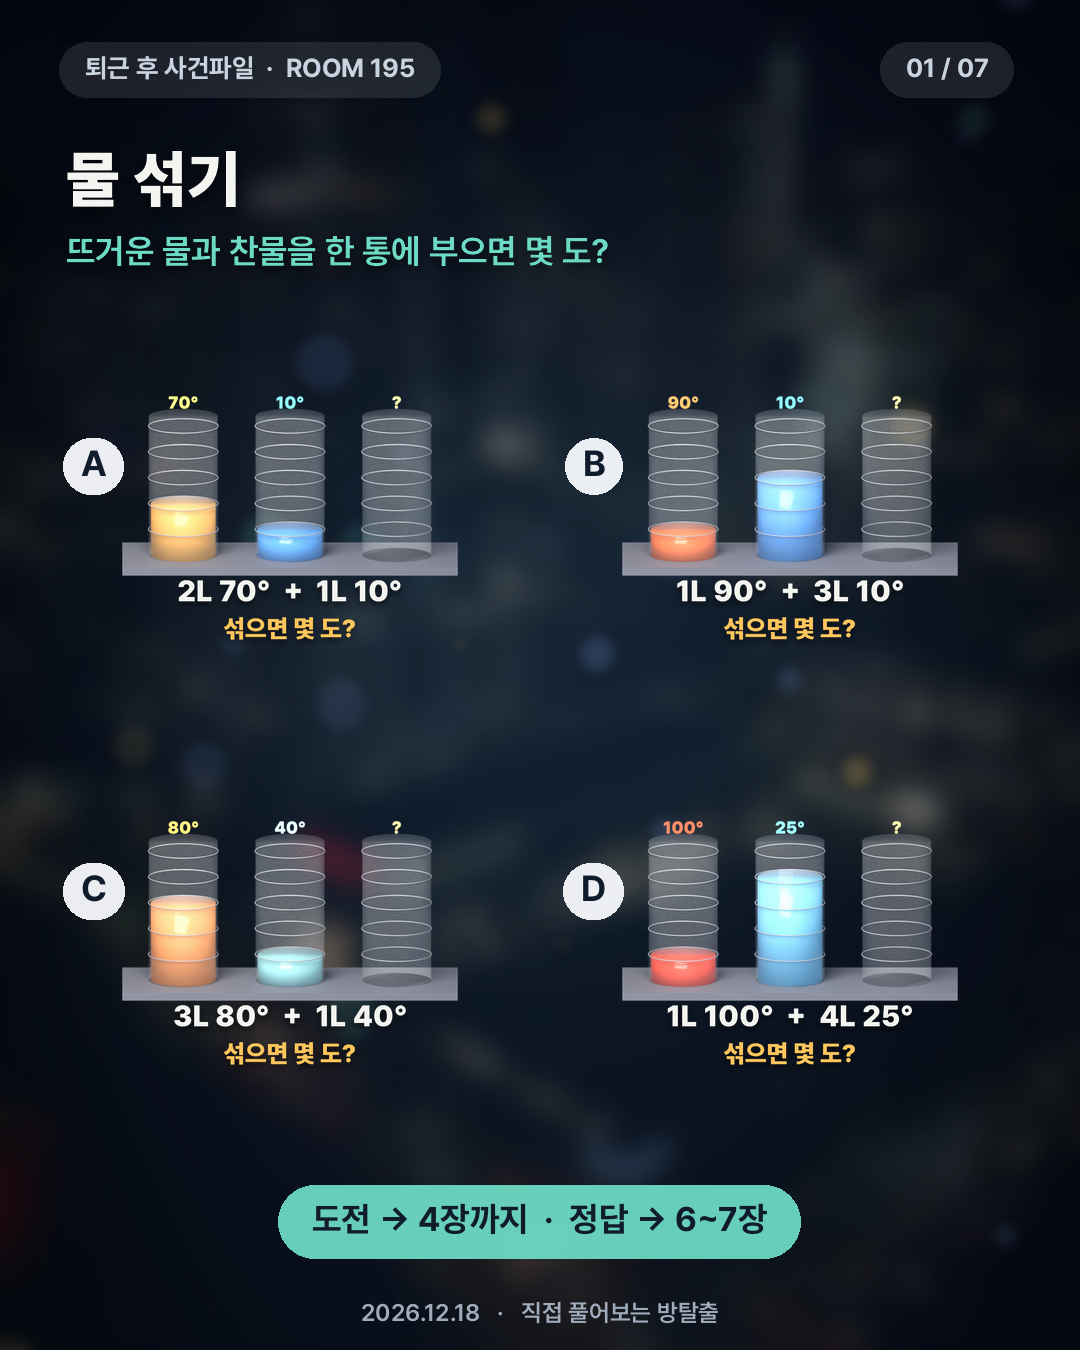 퇴근 후 사건파일 · ROOM 195
01 / 07
물 섞기
뜨거운 물과 찬물을 한 통에 부으면 몇 도?
70° 10° ?
A
2L 70° + 1L 10°
섞으면 몇 도?
90° 10° ?
B
1L 90° + 3L 10°
섞으면 몇 도?
80° 40° ?
C
3L 80° + 1L 40°
섞으면 몇 도?
100° 25° ?
D
1L 100° + 4L 25°
섞으면 몇 도?
도전 → 4장까지 · 정답 → 6~7장
2026.12.18 · 직접 풀어보는 방탈출